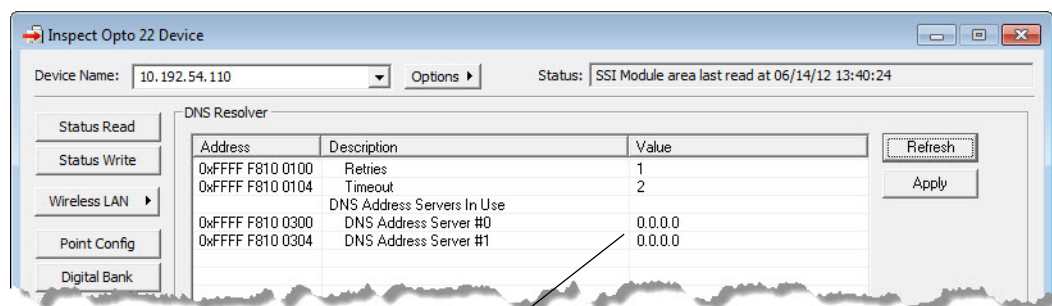 Inspect Opto 22 Device
Device Name: 10.192.54.110 Options Status: SSI Module area last read at 06/14/12 13:40:24
Status Read
Status Write
Wireless LAN
Point Config
Digital Bank
DNS Resolver
Address Description Value
0xFFFF F810 0100 Retries 1
0xFFFF F810 0104 Timeout 2
DNS Address Servers In Use
0xFFFF F810 0300 DNS Address Server #0 0.0.0.0
0xFFFF F810 0304 DNS Address Server #1 0.0.0.0
Refresh
Apply